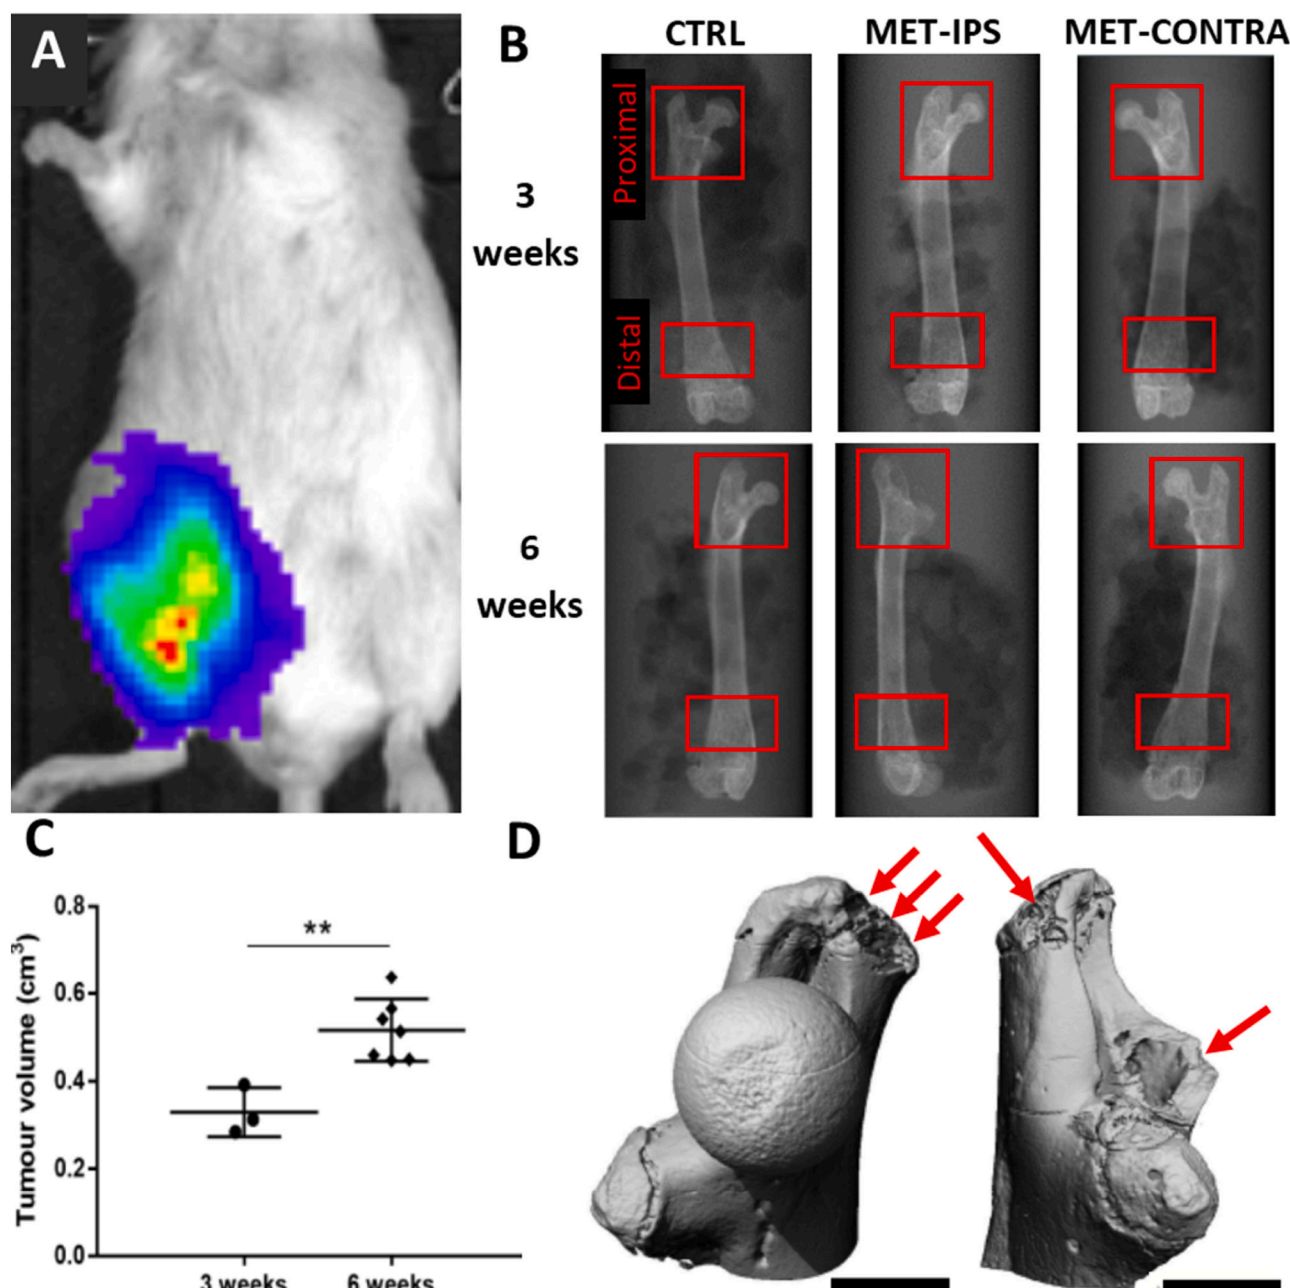 A
B
CTRL
MET-IPS
MET-CONTRA
Proximal
Distal
3
weeks
6
weeks
C
D
Tumour volume (cm³)
0.8
0.6
0.4
0.2
0.0
**
3 weeks
6 weeks